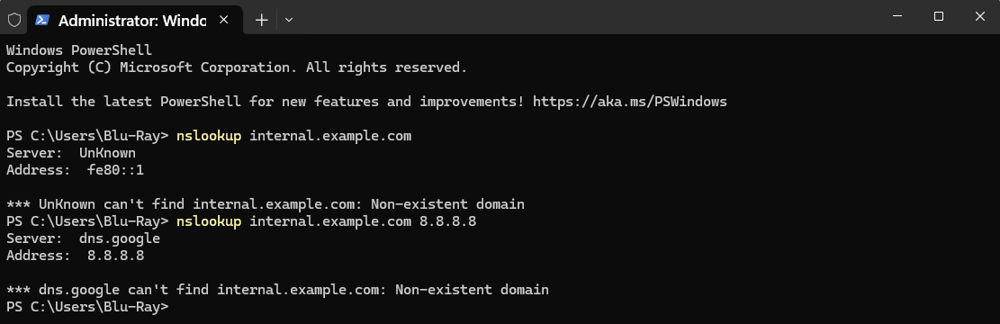 Administrator: Windo
Windows PowerShell
Copyright (C) Microsoft Corporation. All rights reserved.
Install the latest PowerShell for new features and improvements! https://aka.ms/PSWindows
PS C:\Users\Blu-Ray> nslookup internal.example.com
Server:  UnKnown
Address:  fe80::1
*** UnKnown can't find internal.example.com: Non-existent domain
PS C:\Users\Blu-Ray> nslookup internal.example.com 8.8.8.8
Server:  dns.google
Address:  8.8.8.8
*** dns.google can't find internal.example.com: Non-existent domain
PS C:\Users\Blu-Ray>